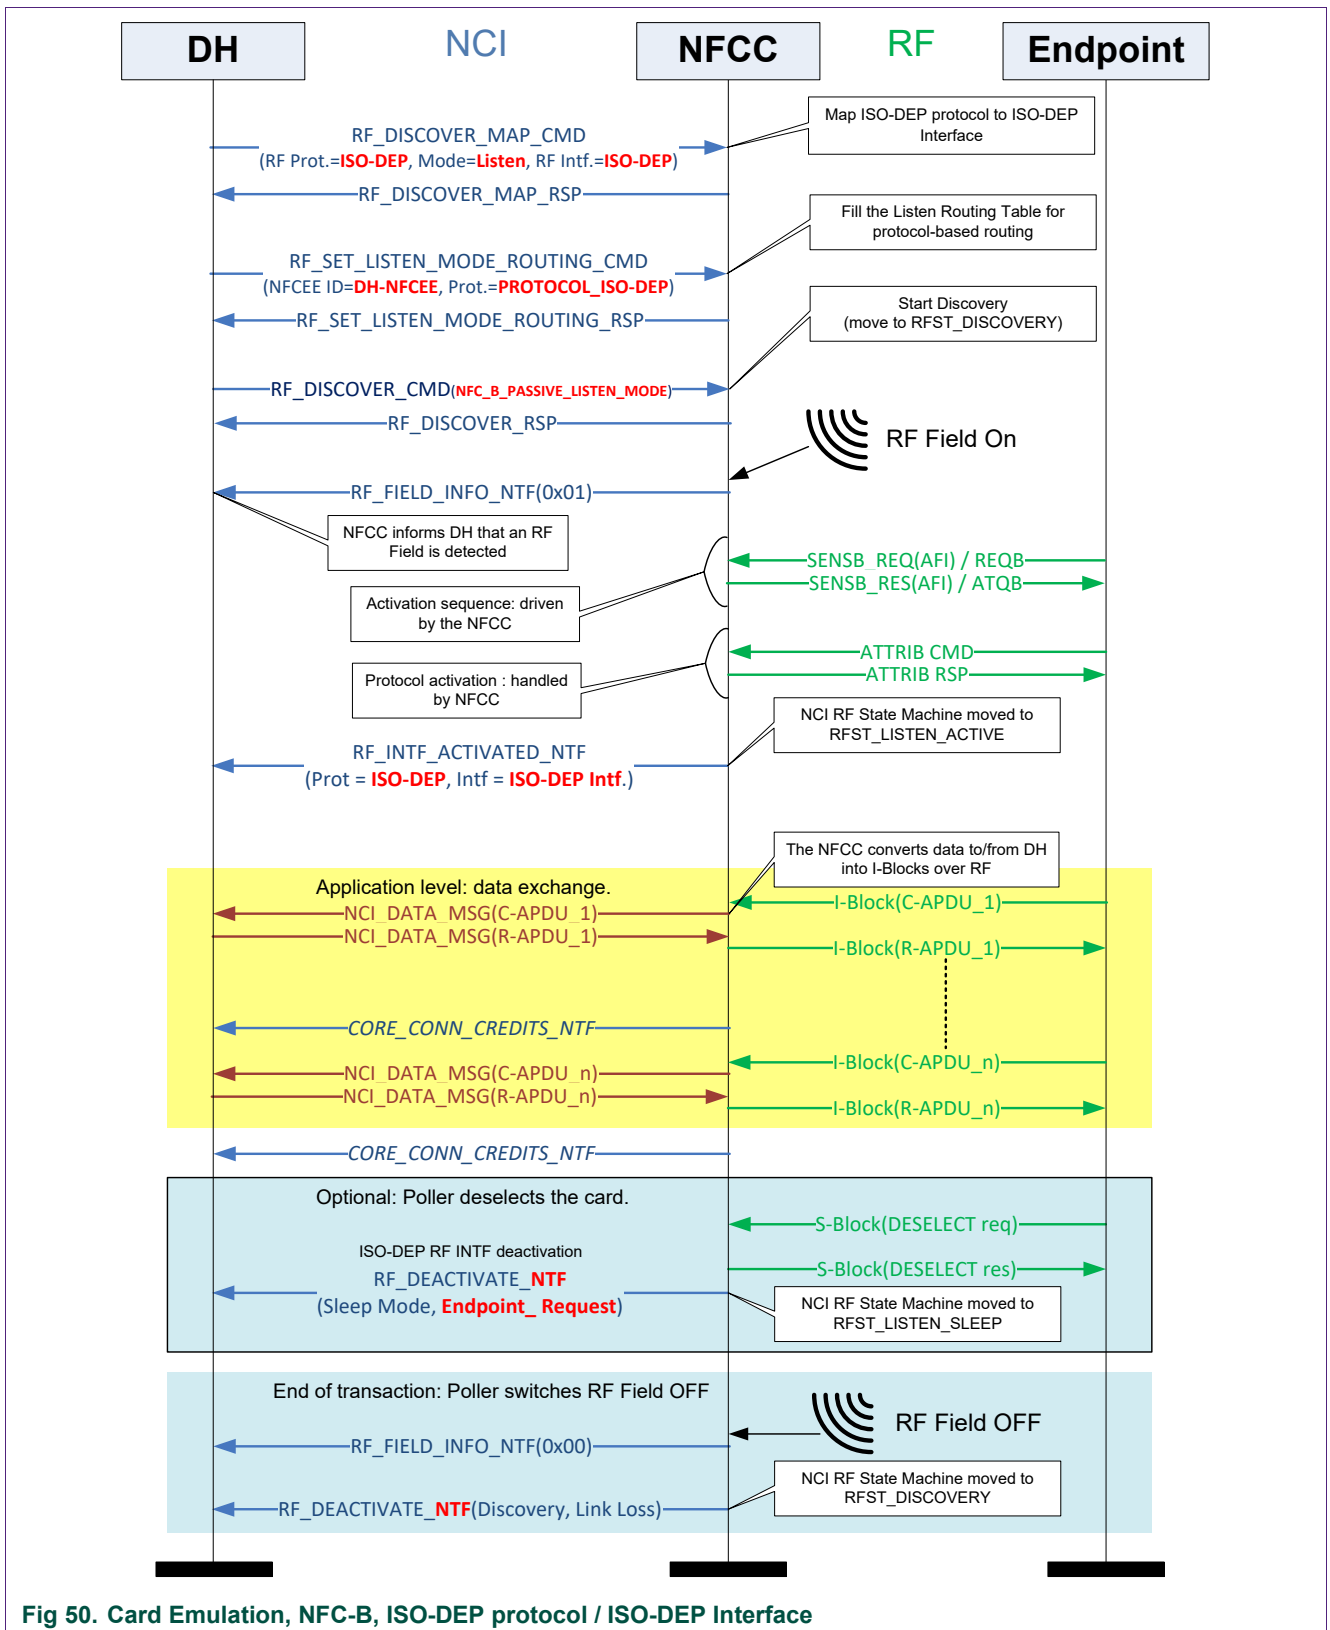 DH
NCI
NFCC
RF
Endpoint
Map ISO-DEP protocol to ISO-DEP
Interface
RF_DISCOVER_MAP_CMD
(RF Prot.=ISO-DEP, Mode=Listen, RF Intf.=ISO-DEP)
RF_DISCOVER_MAP_RSP
Fill the Listen Routing Table for
protocol-based routing
RF_SET_LISTEN_MODE_ROUTING_CMD
(NFCEE ID=DH-NFCEE, Prot.=PROTOCOL_ISO-DEP)
RF_SET_LISTEN_MODE_ROUTING_RSP
Start Discovery
(move to RFST_DISCOVERY)
RF_DISCOVER_CMD(NFC_B_PASSIVE_LISTEN_MODE)
RF_DISCOVER_RSP
RF Field On
RF_FIELD_INFO_NTF(0x01)
NFCC informs DH that an RF
Field is detected
SENSB_REQ(AFI) / REQB
SENSB_RES(AFI) / ATQB
Activation sequence: driven
by the NFCC
ATTRIB CMD
ATTRIB RSP
Protocol activation : handled
by NFCC
NCI RF State Machine moved to
RFST_LISTEN_ACTIVE
RF_INTF_ACTIVATED_NTF
(Prot = ISO-DEP, Intf = ISO-DEP Intf.)
The NFCC converts data to/from DH
into I-Blocks over RF
Application level: data exchange.
NCI_DATA_MSG(C-APDU_1)
I-Block(C-APDU_1)
NCI_DATA_MSG(R-APDU_1)
I-Block(R-APDU_1)
CORE_CONN_CREDITS_NTF
I-Block(C-APDU_n)
NCI_DATA_MSG(C-APDU_n)
NCI_DATA_MSG(R-APDU_n)
I-Block(R-APDU_n)
CORE_CONN_CREDITS_NTF
Optional: Poller deselects the card.
S-Block(DESELECT req)
ISO-DEP RF INTF deactivation
S-Block(DESELECT res)
RF_DEACTIVATE_NTF
(Sleep Mode, Endpoint_ Request)
NCI RF State Machine moved to
RFST_LISTEN_SLEEP
End of transaction: Poller switches RF Field OFF
RF Field OFF
RF_FIELD_INFO_NTF(0x00)
NCI RF State Machine moved to
RFST_DISCOVERY
RF_DEACTIVATE_NTF(Discovery, Link Loss)
Fig 50. Card Emulation, NFC-B, ISO-DEP protocol / ISO-DEP Interface